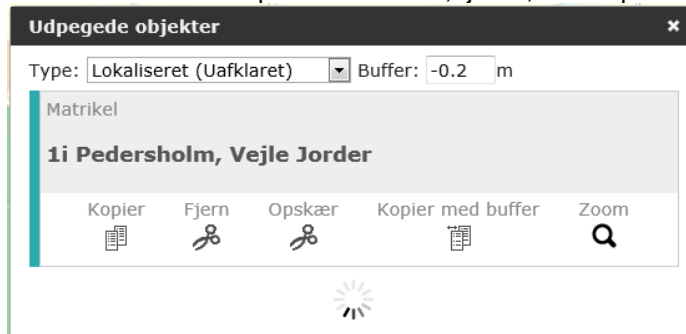 Udpegede objekter
Type: Lokaliseret (Uafklaret) Buffer: -0.2 m
Matrikel
1i Pedersholm, Vejle Jorder
Kopier Fjern Opskær Kopier med buffer Zoom